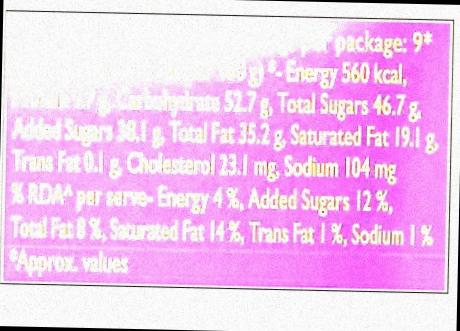 per package: 9*
g) *- Energy 560 kcal,
g, Carbohydrate 52.7 g, Total Sugars 46.7 g,
Added Sugars 38.1 g, Total Fat 35.2 g, Saturated Fat 19.1 g,
Trans Fat 0.1 g, Cholesterol 23.1 mg, Sodium 104 mg
% RDA^ per serve- Energy 4 %, Added Sugars 12 %,
Total Fat 8 %, Saturated Fat 14 %, Trans Fat 1 %, Sodium 1 %
*Approx. values